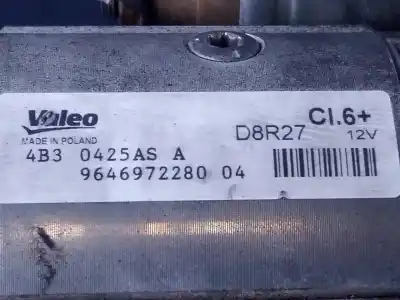 Valeo
MADE IN POLAND
D8R27
Cl.6+
12V
4B3 0425AS A
9646972280 04